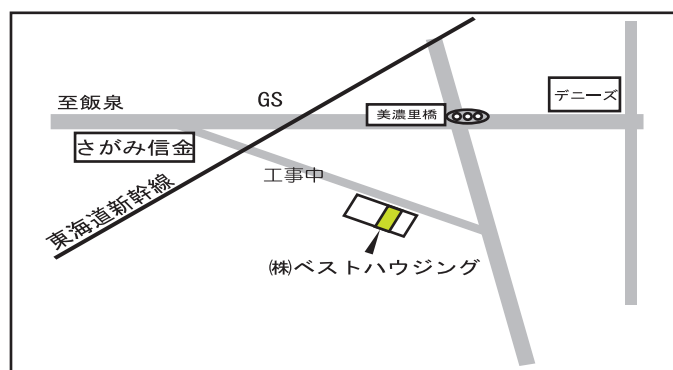 デニーズ
至飯泉
GS
美濃里橋
さがみ信金
工事中
東海道新幹線
㈱ベストハウジング